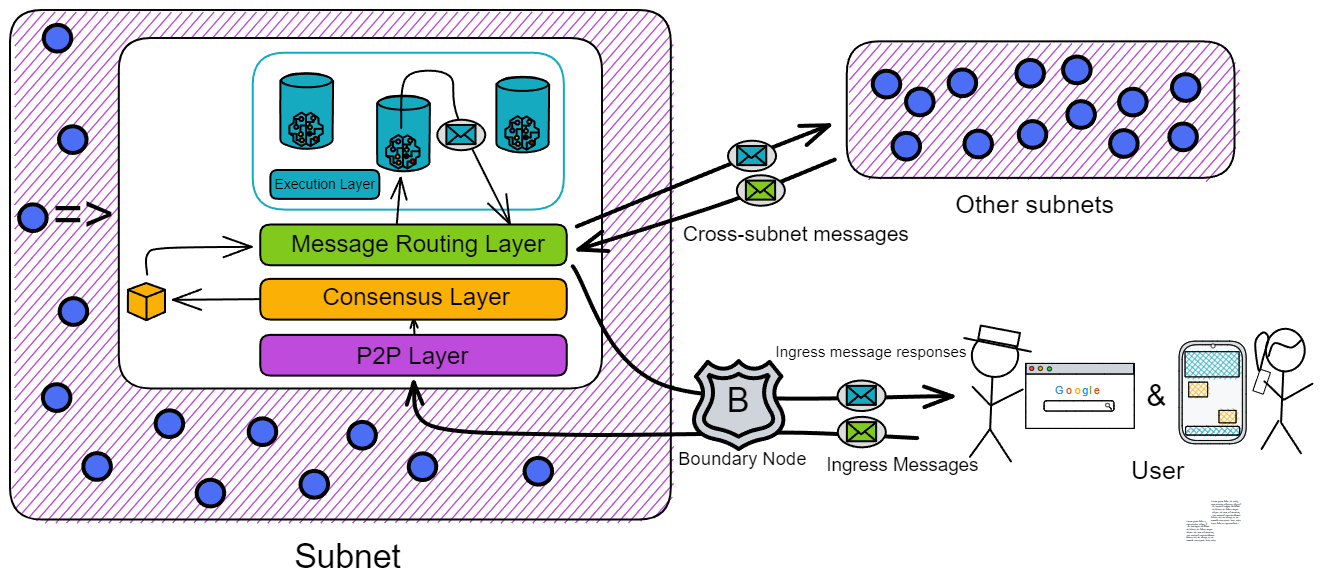 Execution Layer
Message Routing Layer
Consensus Layer
P2P Layer
Subnet
Other subnets
Cross-subnet messages
Ingress message responses
B
Boundary Node
Ingress Messages
Google
&
User
=>